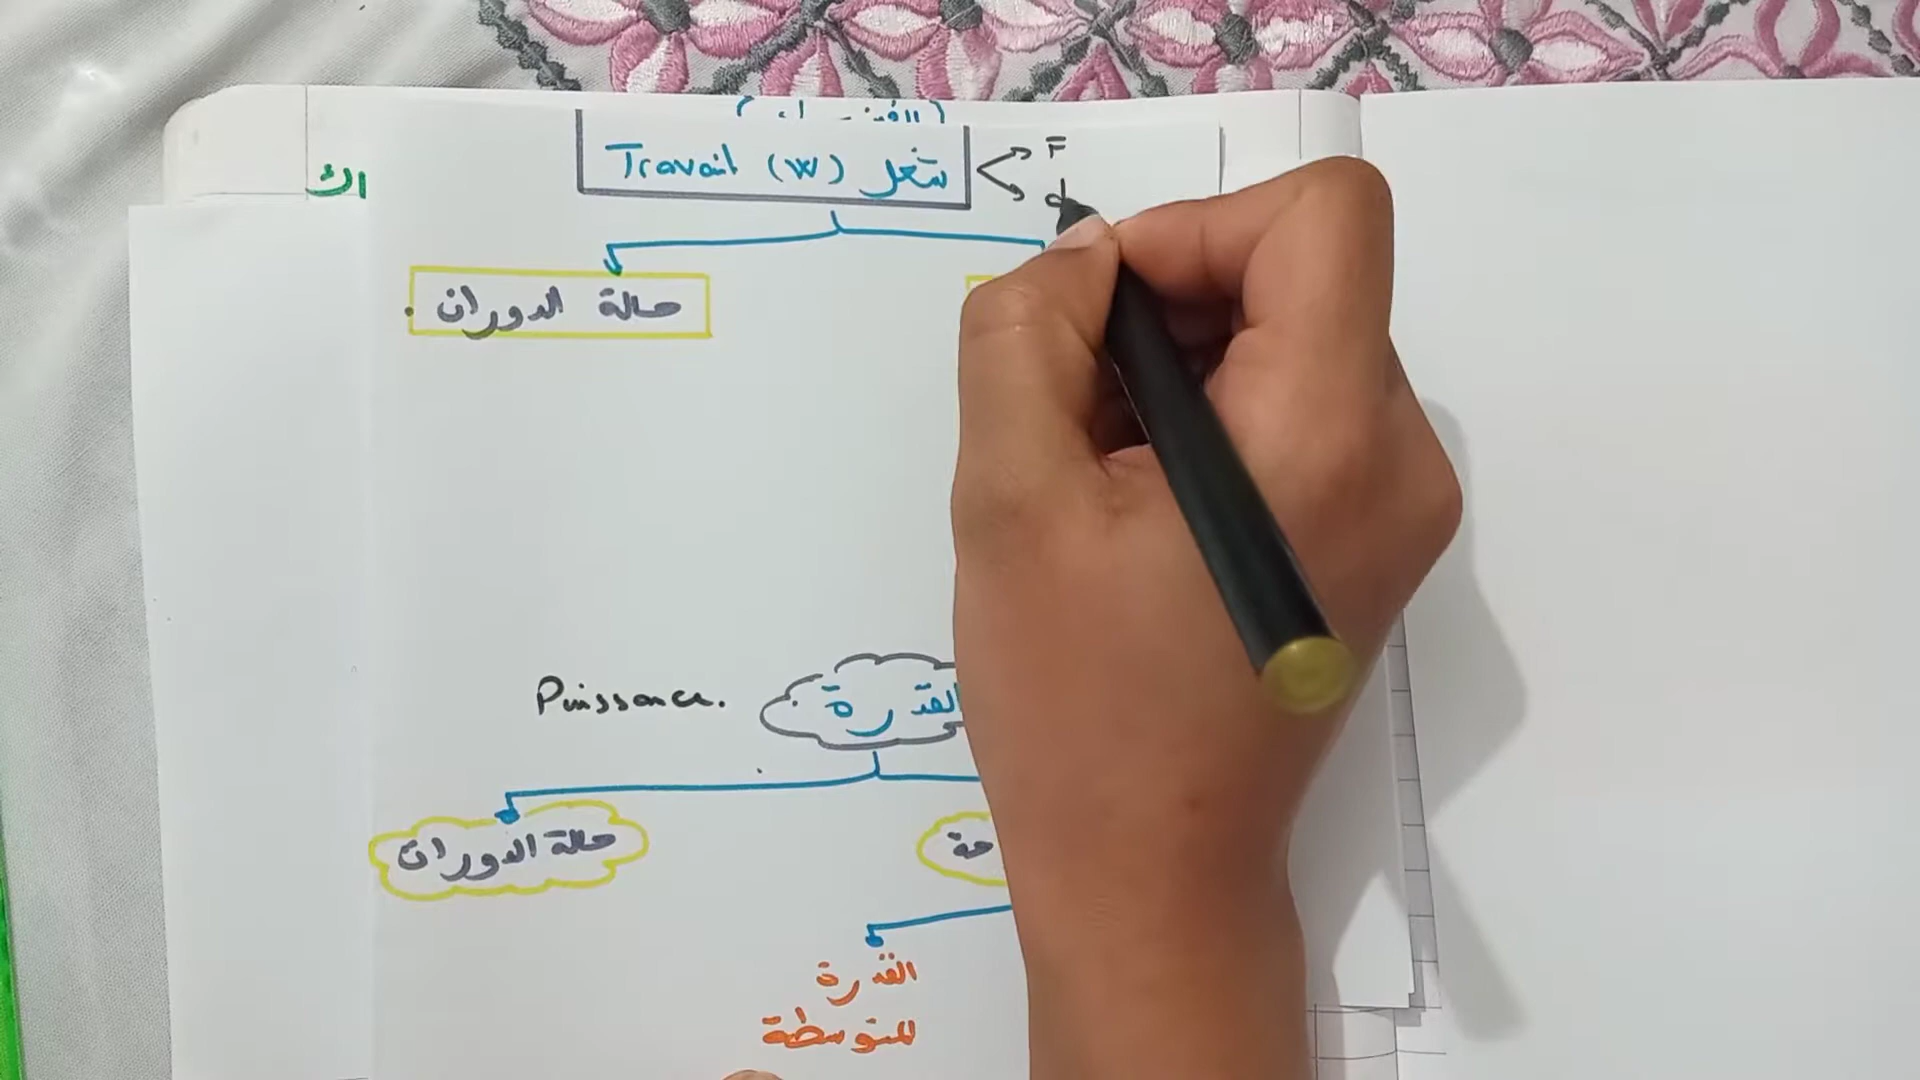 Travail (W) شغل
F
d
حالة الدوران.
Puissance.
القدرة
حالة الدوران
القدرة
المتوسطة